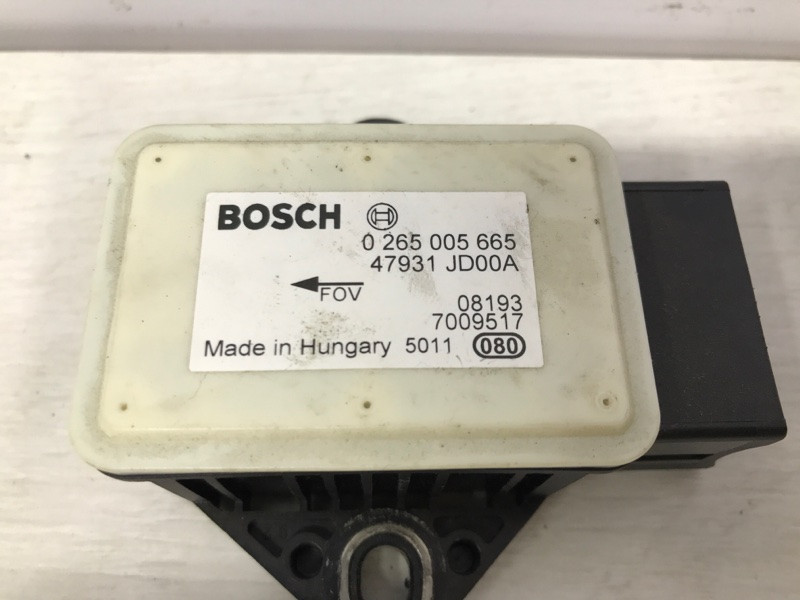 BOSCH
0 265 005 665
47931 JD00A
FOV
08193
7009517
Made in Hungary 5011 080